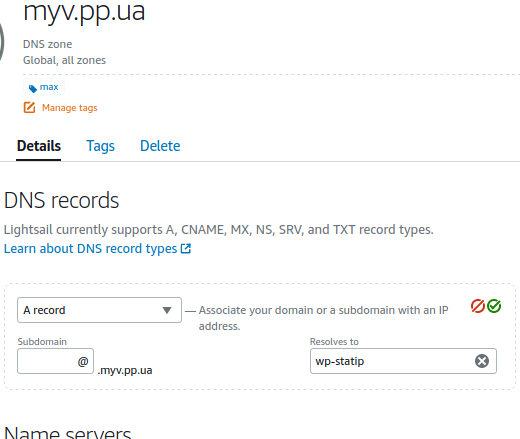 myv.pp.ua
DNS zone
Global, all zones
max
Manage tags
Details Tags Delete
DNS records
Lightsail currently supports A, CNAME, MX, NS, SRV, and TXT record types.
Learn about DNS record types
A record — Associate your domain or a subdomain with an IP
address.
Subdomain Resolves to
@ .myv.pp.ua wp-statip
Name servers